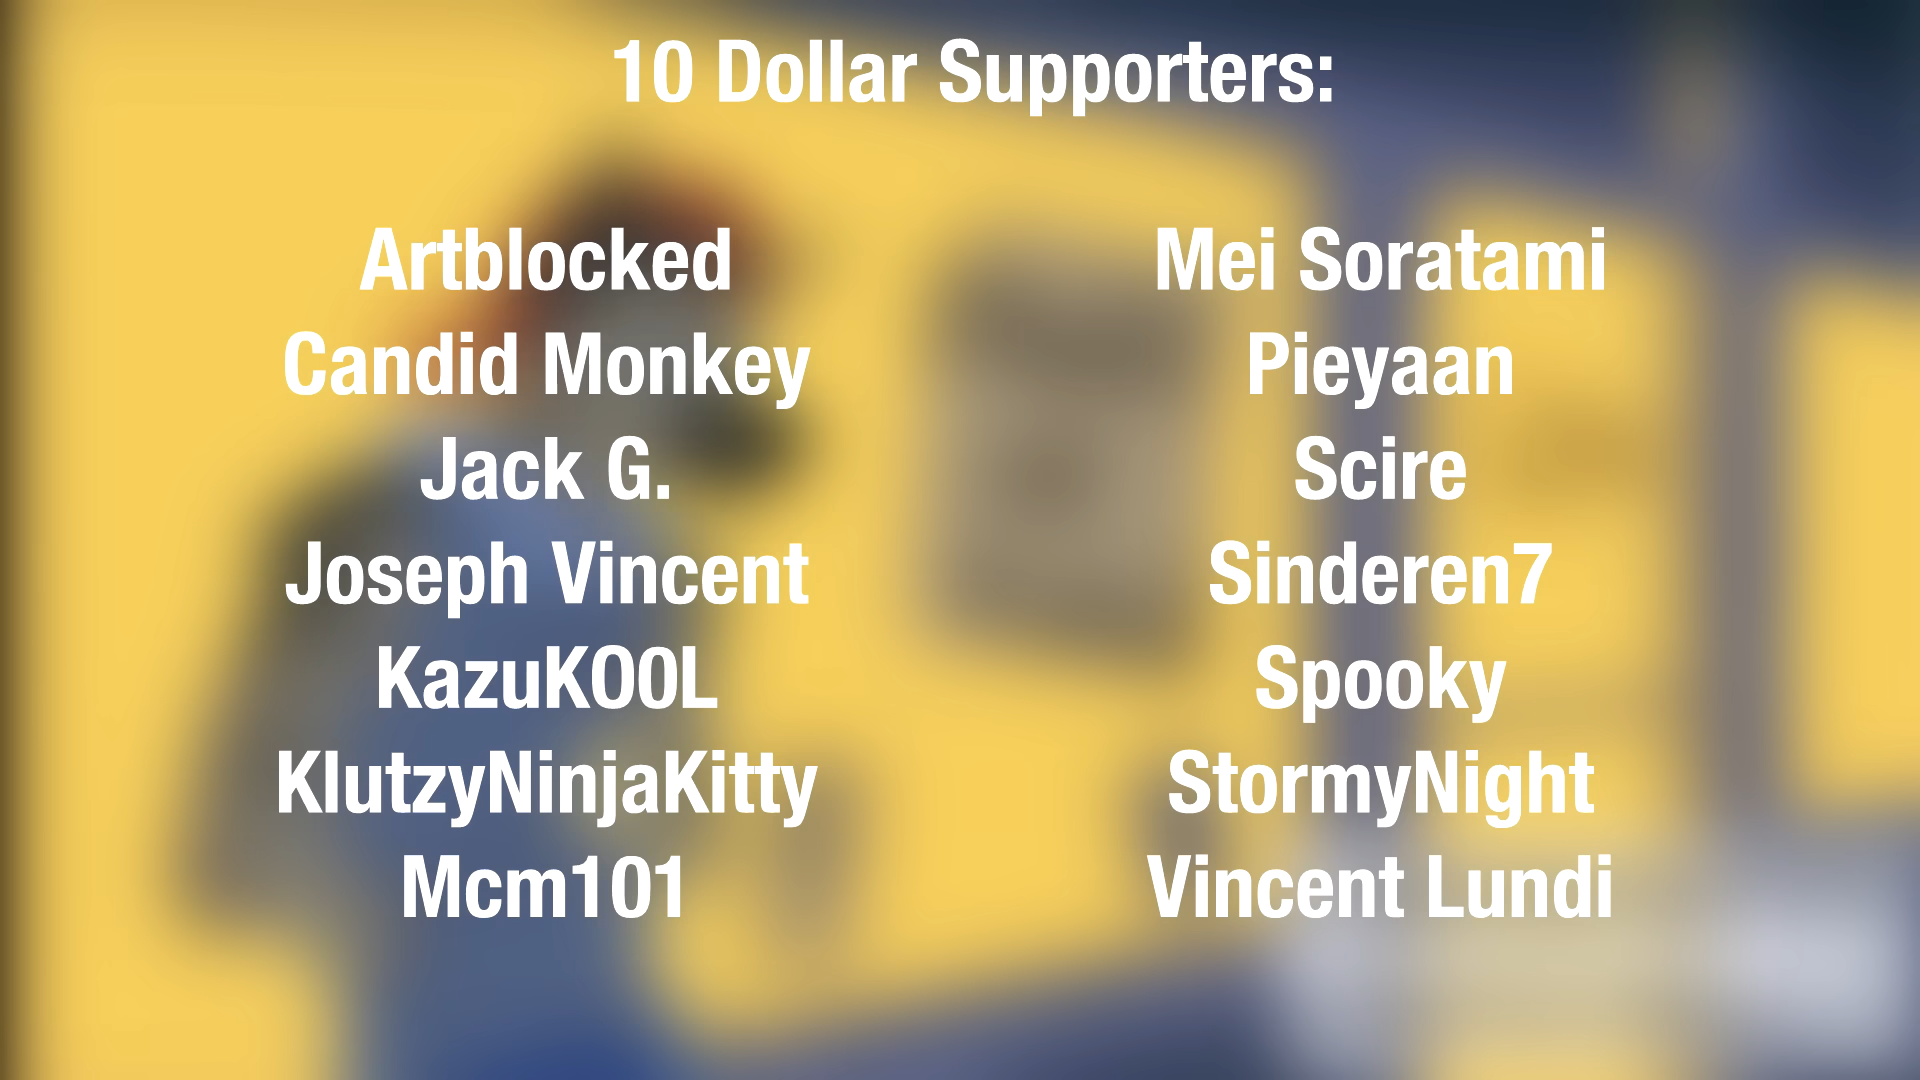 10 Dollar Supporters:
Artblocked
Candid Monkey
Jack G.
Joseph Vincent
KazuKO0L
KlutzyNinjaKitty
Mcm101
Mei Soratami
Pieyaan
Scire
Sinderen7
Spooky
StormyNight
Vincent Lundi